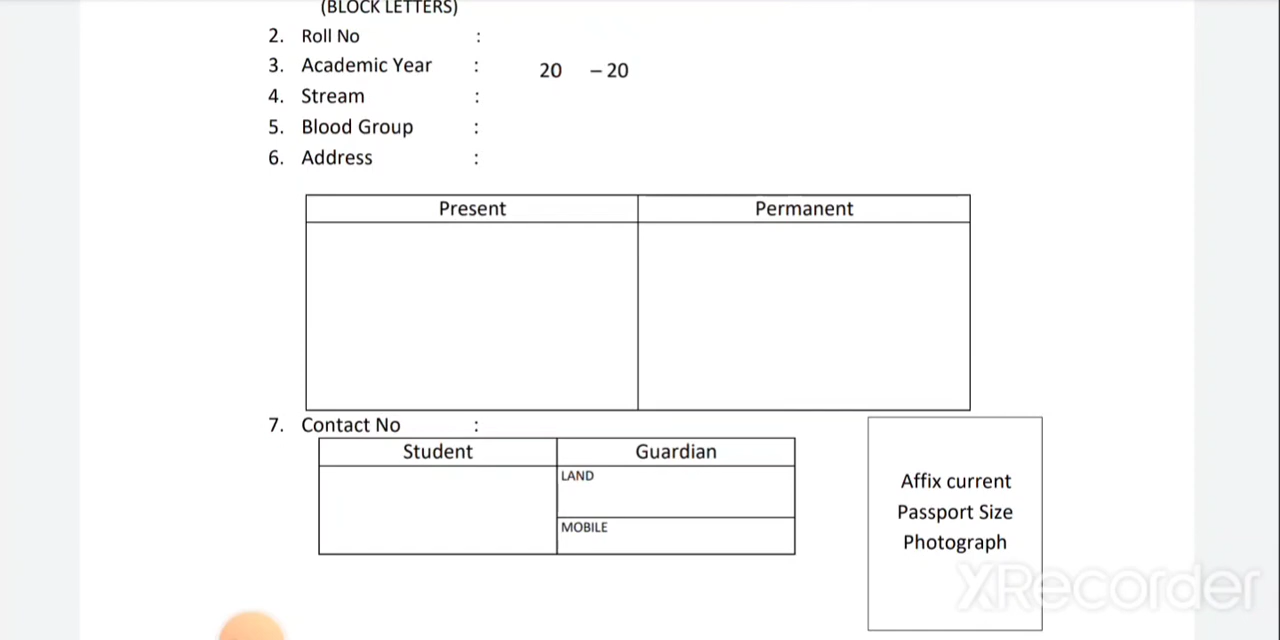 (BLOCK LETTERS)
2. Roll No :
3. Academic Year : 20 – 20
4. Stream :
5. Blood Group :
6. Address :
Present Permanent
7. Contact No :
Student Guardian
LAND
MOBILE
Affix current
Passport Size
Photograph
XRecorder